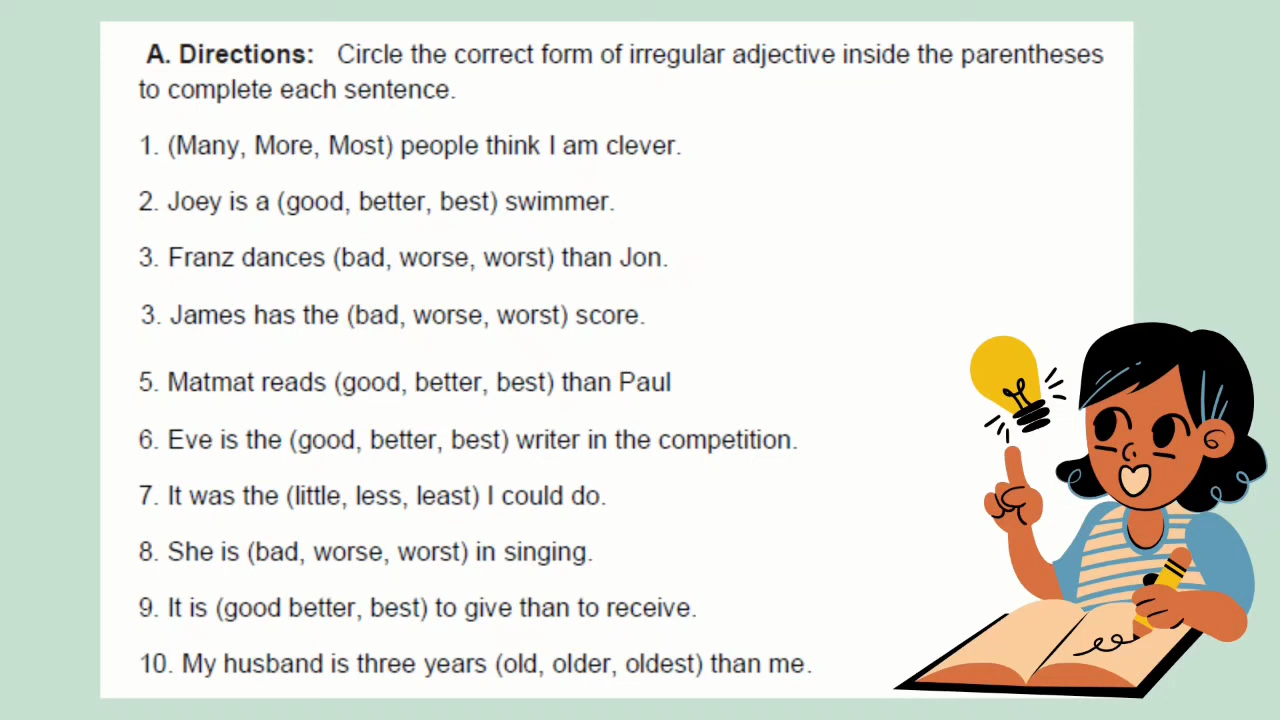 A. Directions: Circle the correct form of irregular adjective inside the parentheses
to complete each sentence.
1. (Many, More, Most) people think I am clever.
2. Joey is a (good, better, best) swimmer.
3. Franz dances (bad, worse, worst) than Jon.
3. James has the (bad, worse, worst) score.
5. Matmat reads (good, better, best) than Paul
6. Eve is the (good, better, best) writer in the competition.
7. It was the (little, less, least) I could do.
8. She is (bad, worse, worst) in singing.
9. It is (good better, best) to give than to receive.
10. My husband is three years (old, older, oldest) than me.